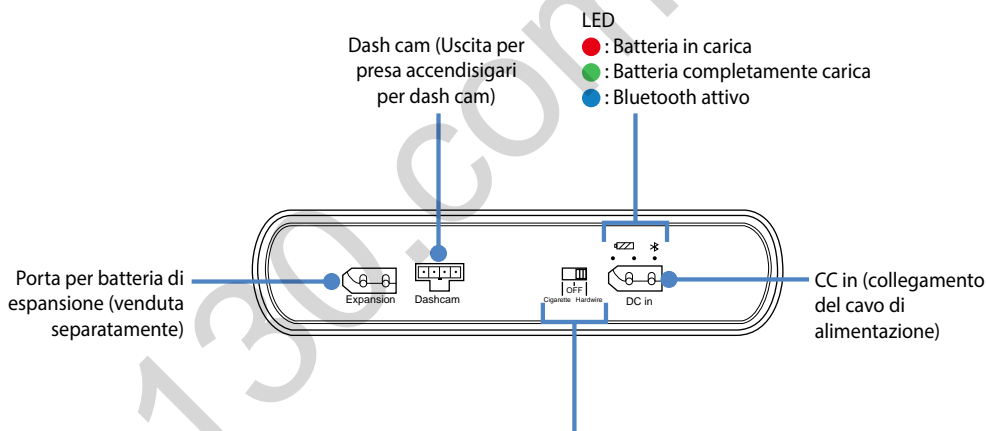 LED
: Batteria in carica
: Batteria completamente carica
: Bluetooth attivo
Dash cam (Uscita per
presa accendisigari
per dash cam)
Porta per batteria di
espansione (venduta
separatamente)
Expansion
Dashcam
OFF
Cigarette Hardwire
DC in
CC in (collegamento
del cavo di
alimentazione)
130.com